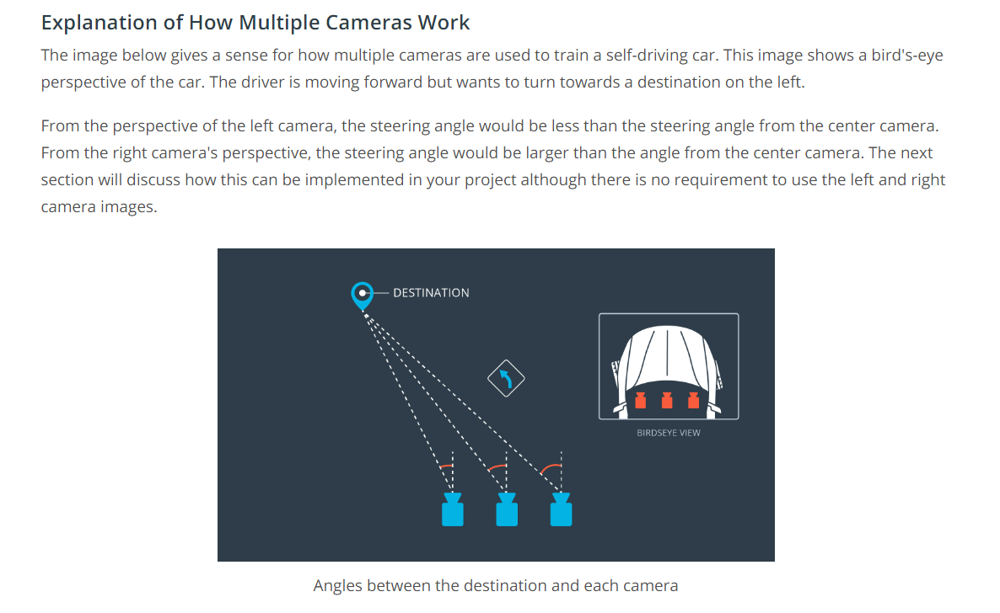 Explanation of How Multiple Cameras Work
The image below gives a sense for how multiple cameras are used to train a self-driving car. This image shows a bird's-eye
perspective of the car. The driver is moving forward but wants to turn towards a destination on the left.
From the perspective of the left camera, the steering angle would be less than the steering angle from the center camera.
From the right camera's perspective, the steering angle would be larger than the angle from the center camera. The next
section will discuss how this can be implemented in your project although there is no requirement to use the left and right
camera images.
DESTINATION
BIRDSEYE VIEW
Angles between the destination and each camera